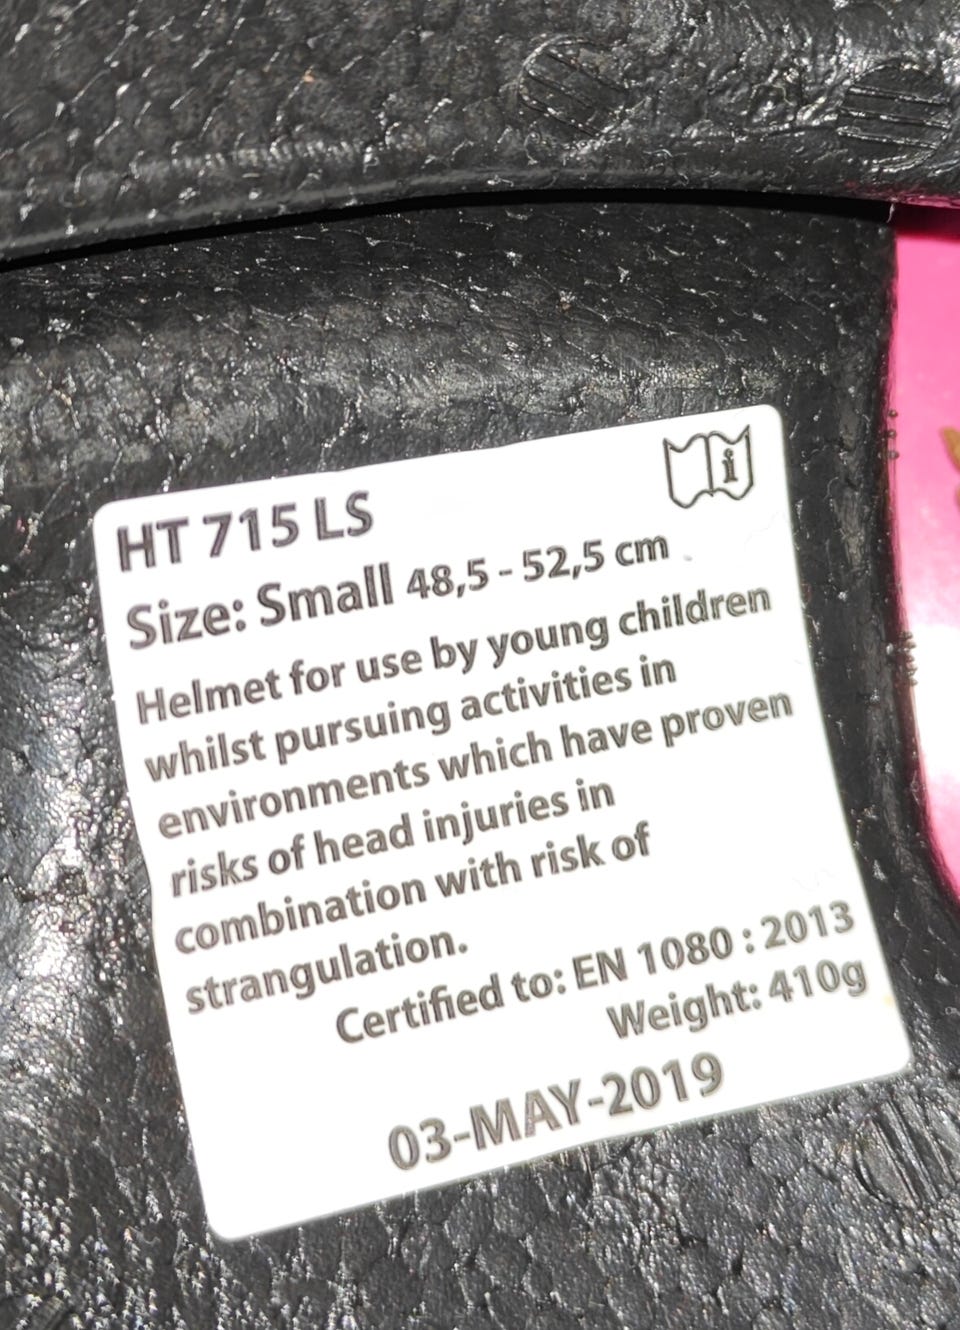 HT 715 LS
Size: Small 48,5 - 52,5 cm
Helmet for use by young children
whilst pursuing activities in
environments which have proven
risks of head injuries in
combination with risk of
strangulation.
Certified to: EN 1080 : 2013
Weight: 410g
03-MAY-2019